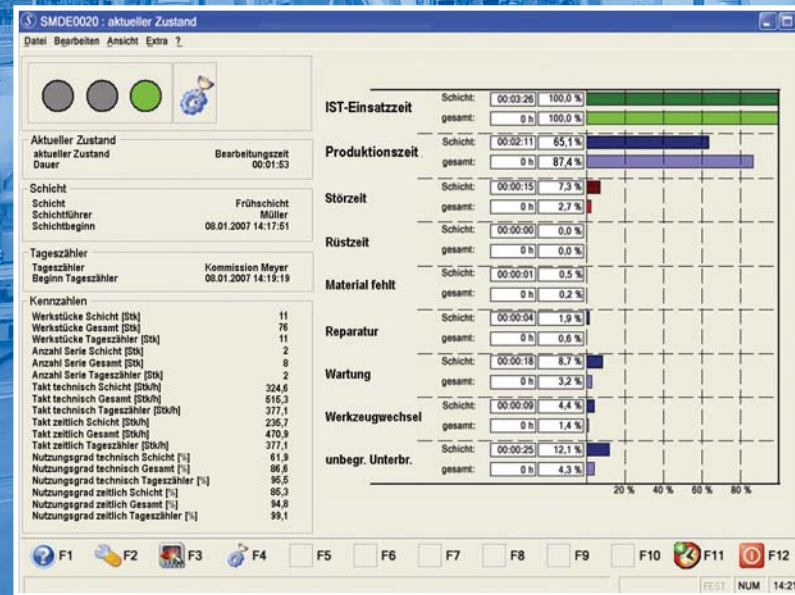 SMDE0020 : aktueller Zustand
Datei Bearbeiten Ansicht Extra ?
Aktueller Zustand
aktueller Zustand Bearbeitungszeit
Dauer 00:01:53
Schicht
Schicht Frühschicht
Schichtführer Müller
Schichtbeginn 08.01.2007 14:17:51
Tageszähler
Tageszähler Kommission Meyer
Beginn Tageszähler 08.01.2007 14:19:19
Kennzahlen
Werkstücke Schicht [Stk] 11
Werkstücke Gesamt [Stk] 76
Werkstücke Tageszähler [Stk] 11
Anzahl Serie Schicht [Stk] 2
Anzahl Serie Gesamt [Stk] 8
Anzahl Serie Tageszähler [Stk] 2
Takt technisch Schicht [Stk/h] 324,6
Takt technisch Gesamt [Stk/h] 515,3
Takt technisch Tageszähler [Stk/h] 377,1
Takt zeitlich Schicht [Stk/h] 235,7
Takt zeitlich Gesamt [Stk/h] 470,9
Takt zeitlich Tageszähler [Stk/h] 377,1
Nutzungsgrad technisch Schicht [%] 61,9
Nutzungsgrad technisch Gesamt [%] 86,6
Nutzungsgrad technisch Tageszähler [%] 95,5
Nutzungsgrad zeitlich Schicht [%] 85,3
Nutzungsgrad zeitlich Gesamt [%] 94,8
Nutzungsgrad zeitlich Tageszähler [%] 99,1
IST-Einsatzzeit
Schicht: 00:03:26 100,0 %
gesamt: 0 h 100,0 %
Produktionszeit
Schicht: 00:02:11 65,1 %
gesamt: 0 h 87,4 %
Störzeit
Schicht: 00:00:15 7,3 %
gesamt: 0 h 2,7 %
Rüstzeit
Schicht: 00:00:00 0,0 %
gesamt: 0 h 0,0 %
Material fehlt
Schicht: 00:00:01 0,5 %
gesamt: 0 h 0,2 %
Reparatur
Schicht: 00:00:04 1,9 %
gesamt: 0 h 0,6 %
Wartung
Schicht: 00:00:18 8,7 %
gesamt: 0 h 3,2 %
Werkzeugwechsel
Schicht: 00:00:09 4,4 %
gesamt: 0 h 1,4 %
unbegr. Unterbr.
Schicht: 00:00:25 12,1 %
gesamt: 0 h 4,3 %
20 % 40 % 60 % 80 %
F1 F2 F3 F4 F5 F6 F7 F8 F9 F10 F11 F12
FEST NUM 14:21